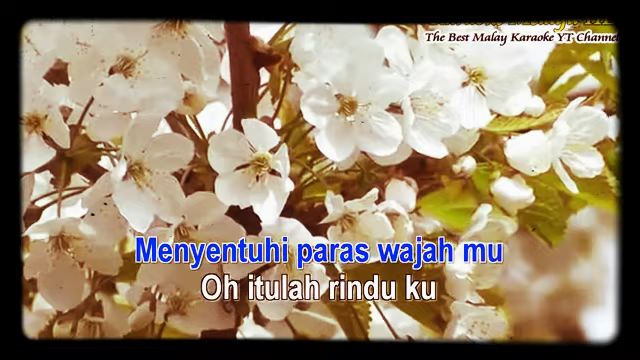 The Best Malay Karaoke YT Channel
Menyentuhi paras wajah mu
Oh itulah rindu ku